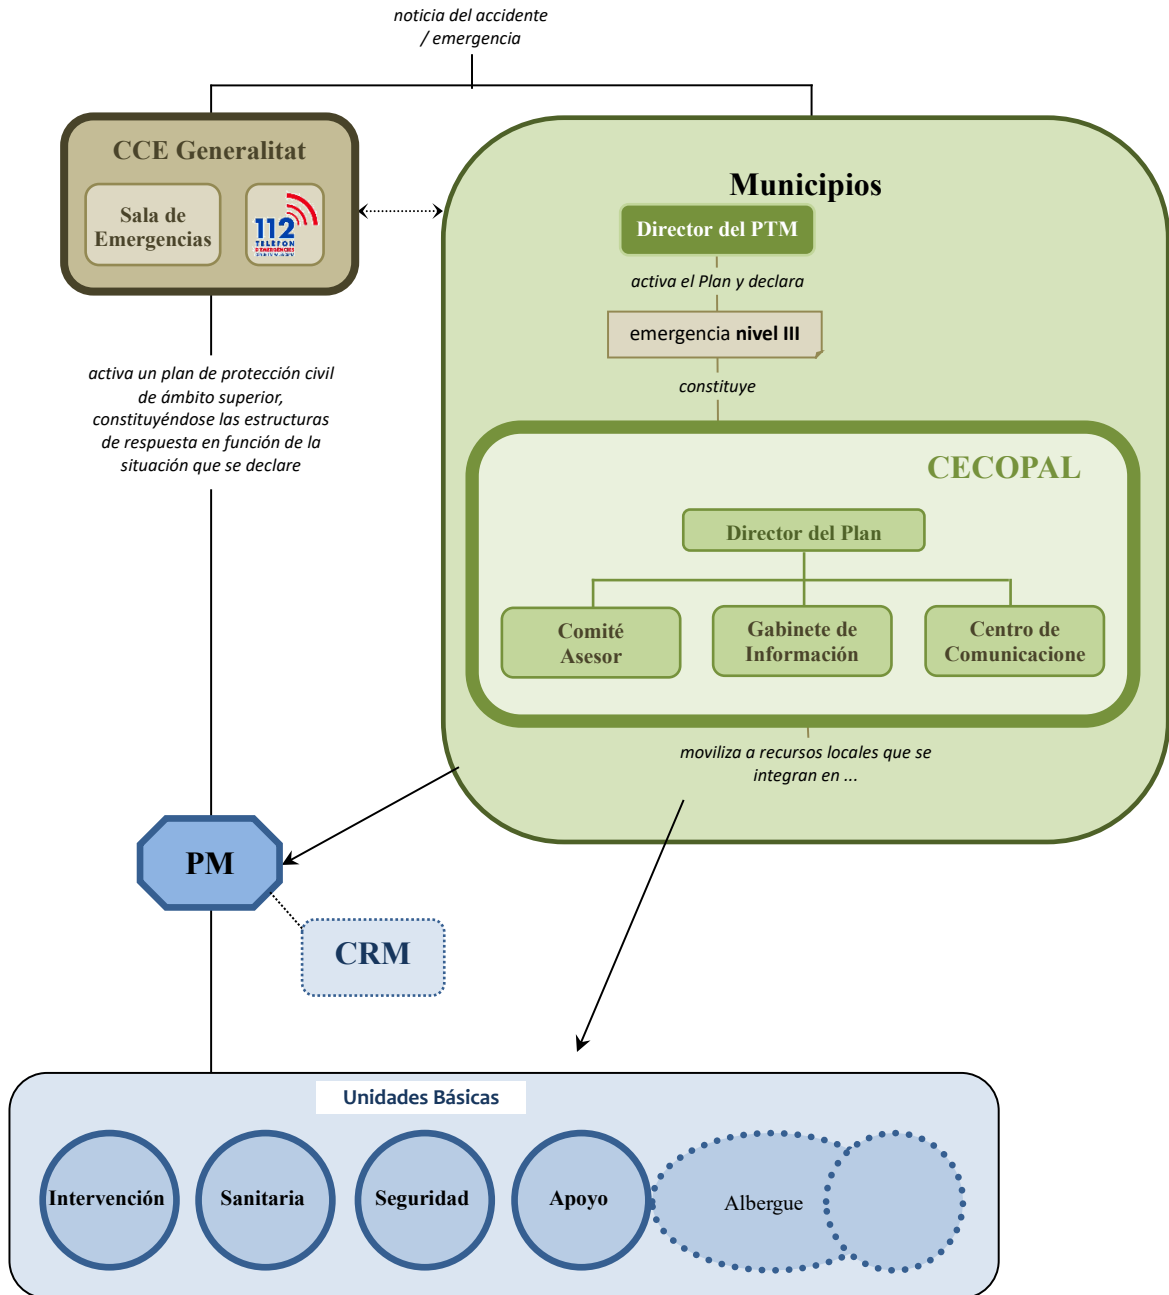 noticia del accidente
/ emergencia
CCE Generalitat
Sala de
Emergencias
112
TELÈFON
D'EMERGÈNCIES
Municipios
Director del PTM
activa el Plan y declara
emergencia nivel III
constituye
activa un plan de protección civil
de ámbito superior,
constituyéndose las estructuras
de respuesta en función de la
situación que se declare
CECOPAL
Director del Plan
Comité
Asesor
Gabinete de
Información
Centro de
Comunicacione
moviliza a recursos locales que se
integran en ...
PM
CRM
Unidades Básicas
Intervención
Sanitaria
Seguridad
Apoyo
Albergue